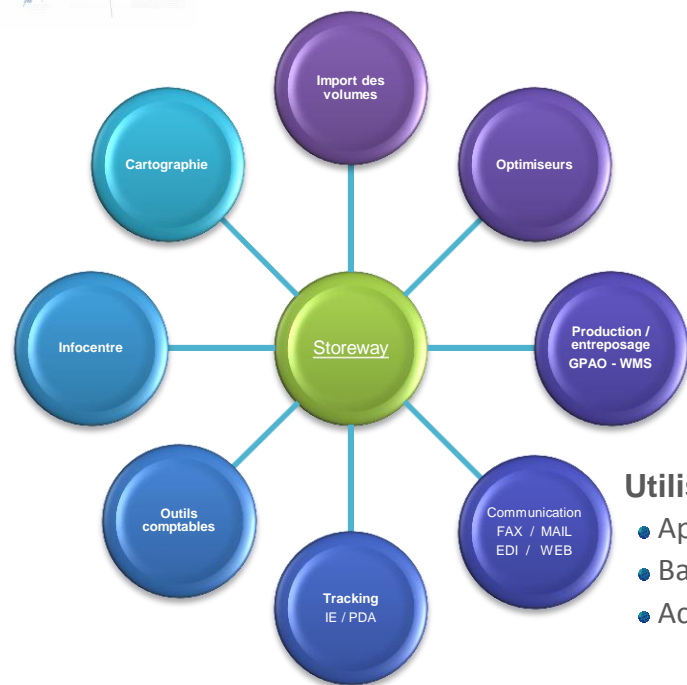 Import des
volumes
Cartographie
Optimiseurs
Infocentre
Storeway
Production /
entreposage
GPAO - WMS
Outils
comptables
Communication
FAX / MAIL
EDI / WEB
Tracking
IE / PDA